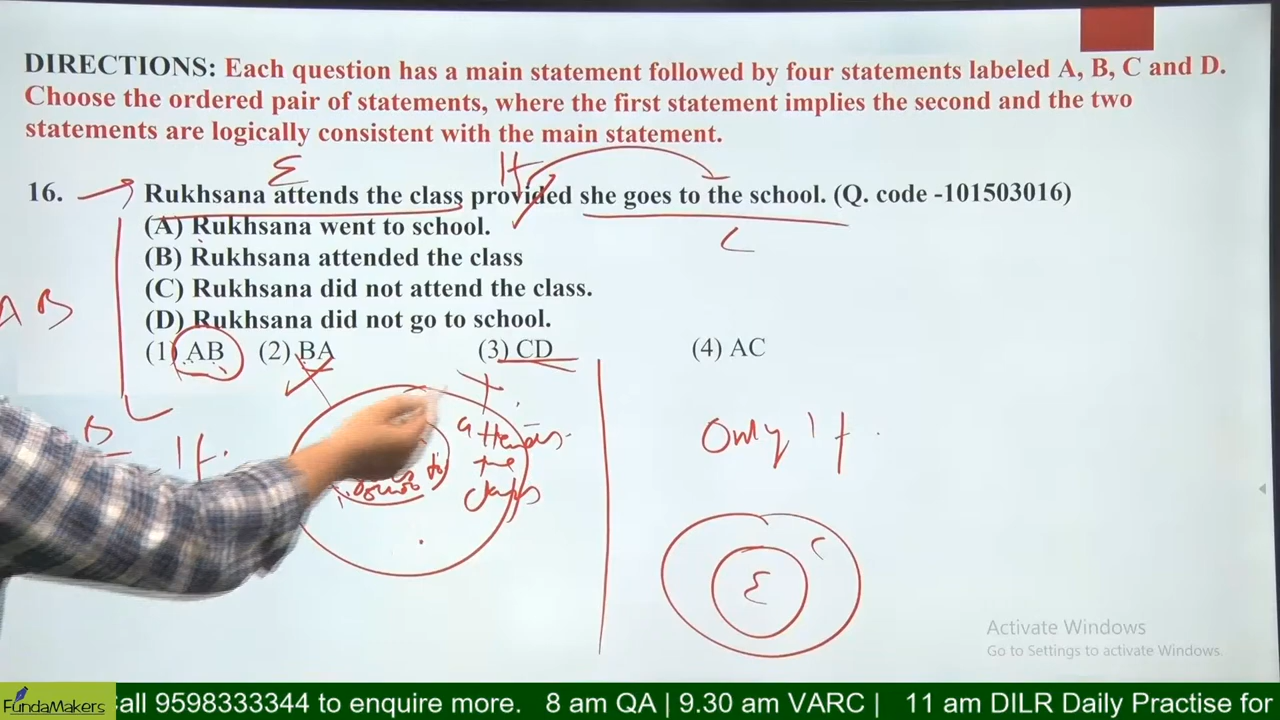 DIRECTIONS: Each question has a main statement followed by four statements labeled A, B, C and D.
Choose the ordered pair of statements, where the first statement implies the second and the two
statements are logically consistent with the main statement.
Σ If
16. Rukhsana attends the class provided she goes to the school. (Q. code -101503016)
C
(A) Rukhsana went to school.
(B) Rukhsana attended the class
(C) Rukhsana did not attend the class.
(D) Rukhsana did not go to school.
A B
(1) AB (2) BA (3) CD (4) AC
B If.
attends the class
Only If
C
Σ
Activate Windows
Go to Settings to activate Windows.
FundaMakers
all 9598333344 to enquire more. 8 am QA | 9.30 am VARC | 11 am DILR Daily Practise for